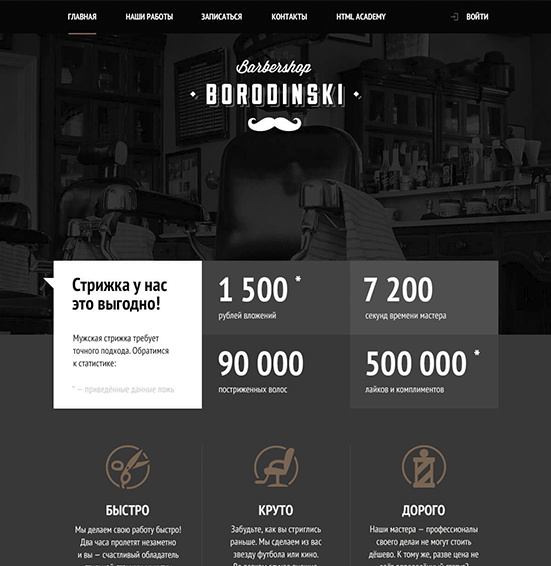 ГЛАВНАЯ НАШИ РАБОТЫ ЗАПИСАТЬСЯ КОНТАКТЫ HTML ACADEMY ВОЙТИ
Barbershop
BORODINSKI
Стрижка у нас
это выгодно!
Мужская стрижка требует
точного подхода. Обратимся
к статистике:
* — приведённые данные ложь
1 500 *
рублей вложений
7 200
секунд времени мастера
90 000
постриженных волос
500 000 *
лайков и комплиментов
БЫСТРО
Мы делаем свою работу быстро!
Два часа пролетят незаметно
и вы — счастливый обладатель
КРУТО
Забудьте, как вы стриглись
раньше. Мы сделаем из вас
звезду футбола или кино.
ДОРОГО
Наши мастера — профессионалы
своего дела и не могут стоить
дёшево. К тому же, разве цена не